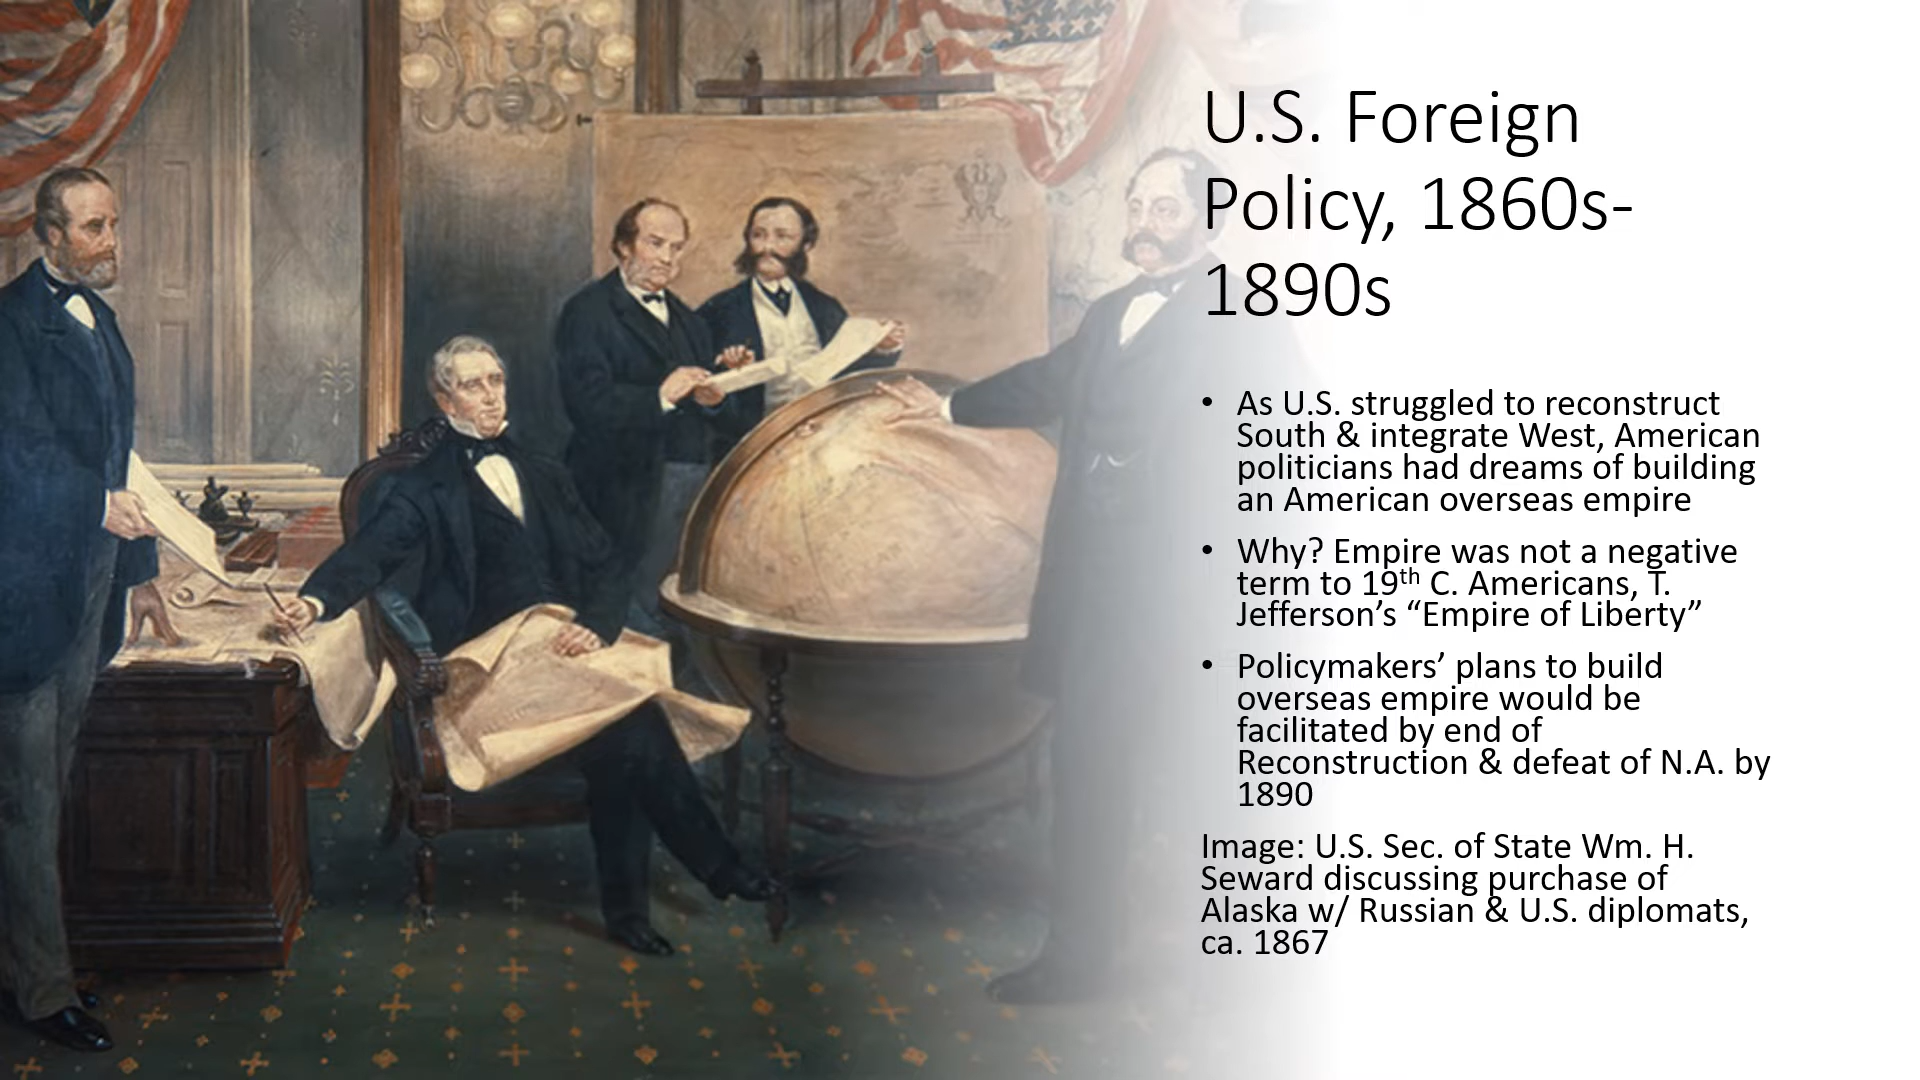 U.S. Foreign
Policy, 1860s-
1890s
• As U.S. struggled to reconstruct
South & integrate West, American
politicians had dreams of building
an American overseas empire
• Why? Empire was not a negative
term to 19th C. Americans, T.
Jefferson’s “Empire of Liberty”
• Policymakers’ plans to build
overseas empire would be
facilitated by end of
Reconstruction & defeat of N.A. by
1890
Image: U.S. Sec. of State Wm. H.
Seward discussing purchase of
Alaska w/ Russian & U.S. diplomats,
ca. 1867